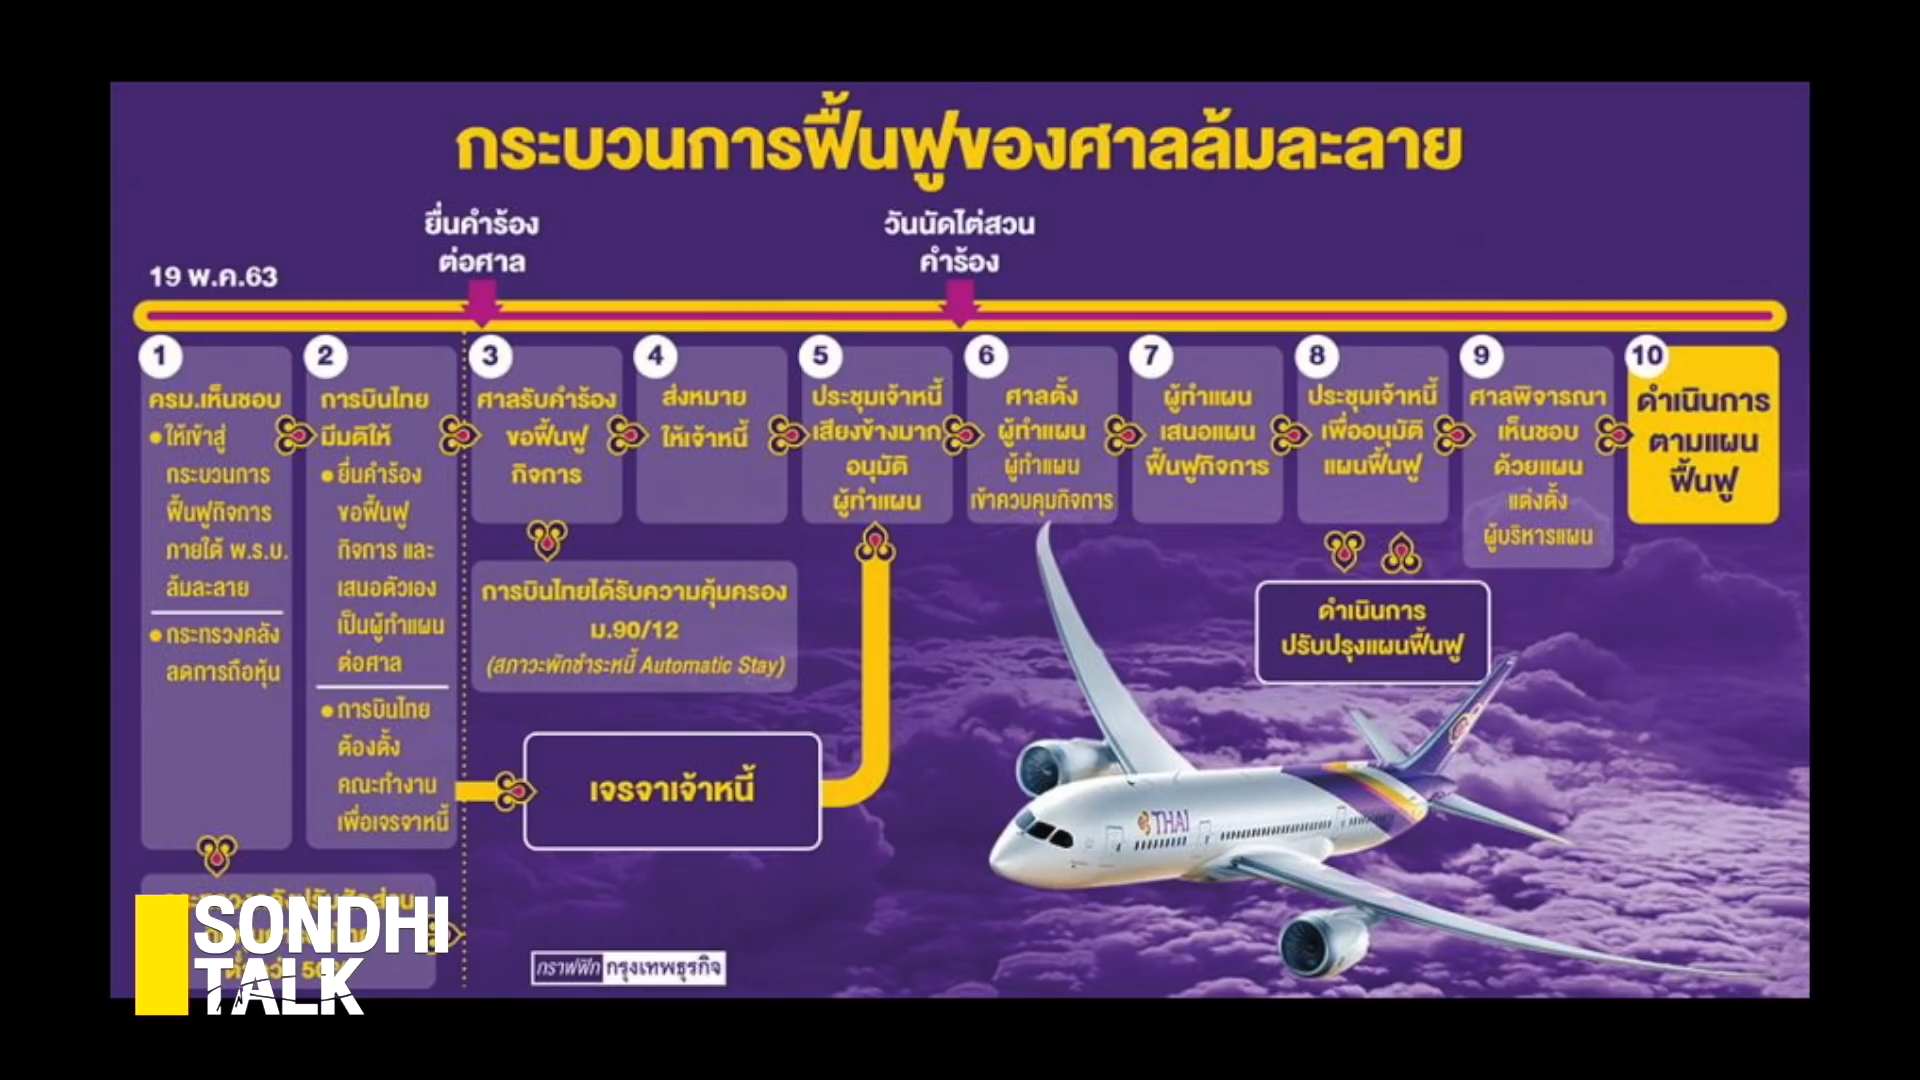 กระบวนการฟื้นฟูของศาลล้มละลาย
ยื่นคำร้อง
ต่อศาล
วันนัดไต่สวน
คำร้อง
19 พ.ค.63
1
ครม.เห็นชอบ
• ให้เข้าสู่
กระบวนการ
ฟื้นฟูกิจการ
ภายใต้ พ.ร.บ.
ล้มละลาย
• กระทรวงคลัง
ลดการถือหุ้น
2
การบินไทย
มีมติให้
• ยื่นคำร้อง
ขอฟื้นฟู
กิจการ และ
เสนอตัวเอง
เป็นผู้ทำแผน
ต่อศาล
• การบินไทย
ต้องตั้ง
คณะทำงาน
เพื่อเจรจาหนี้
3
ศาลรับคำร้อง
ขอฟื้นฟู
กิจการ
การบินไทยได้รับความคุ้มครอง
ม.90/12
(สภาวะพักชำระหนี้ Automatic Stay)
เจรจาเจ้าหนี้
4
ส่งหมาย
ให้เจ้าหนี้
5
ประชุมเจ้าหนี้
เสียงข้างมาก
อนุมัติ
ผู้ทำแผน
6
ศาลตั้ง
ผู้ทำแผน
ผู้ทำแผน
เข้าควบคุมกิจการ
7
ผู้ทำแผน
เสนอแผน
ฟื้นฟูกิจการ
8
ประชุมเจ้าหนี้
เพื่ออนุมัติ
แผนฟื้นฟู
ดำเนินการ
ปรับปรุงแผนฟื้นฟู
9
ศาลพิจารณา
เห็นชอบ
ด้วยแผน
แต่งตั้ง
ผู้บริหารแผน
10
ดำเนินการ
ตามแผน
ฟื้นฟู
THAI
SONDHI
TALK
กราฟฟิก กรุงเทพธุรกิจ